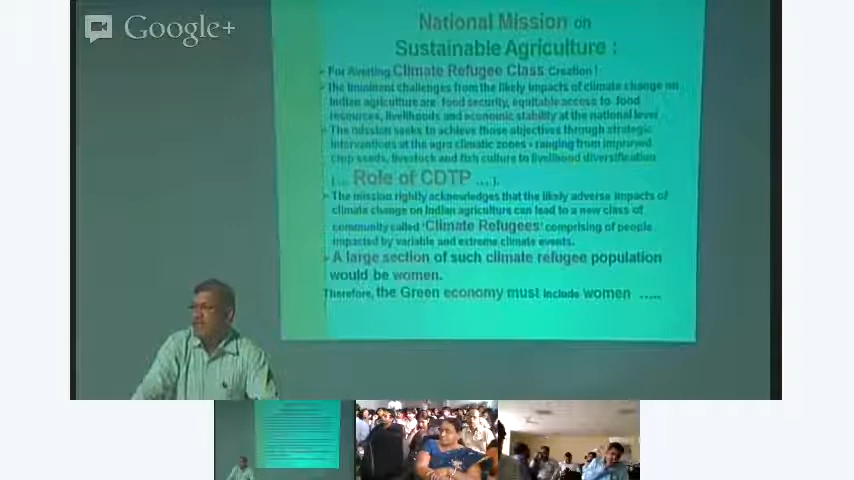 Google+
National Mission on
Sustainable Agriculture :
For Averting Climate Refugee Class Creation !
The imminent challenges from the likely impacts of climate change on
Indian agriculture are food security, equitable access to food
resources, livelihoods and economic stability at the national level
The mission seeks to achieve those objectives through strategic
interventions at the agro climatic zones - ranging from improved
crop seeds, livestock and fish culture to livelihood diversification
[ ... Role of CDTP ... ].
The mission rightly acknowledges that the likely adverse impacts of
climate change on Indian agriculture can lead to a new class of
community called 'Climate Refugees' comprising of people
impacted by variable and extreme climate events.
A large section of such climate refugee population
would be women.
Therefore, the Green economy must include women .....